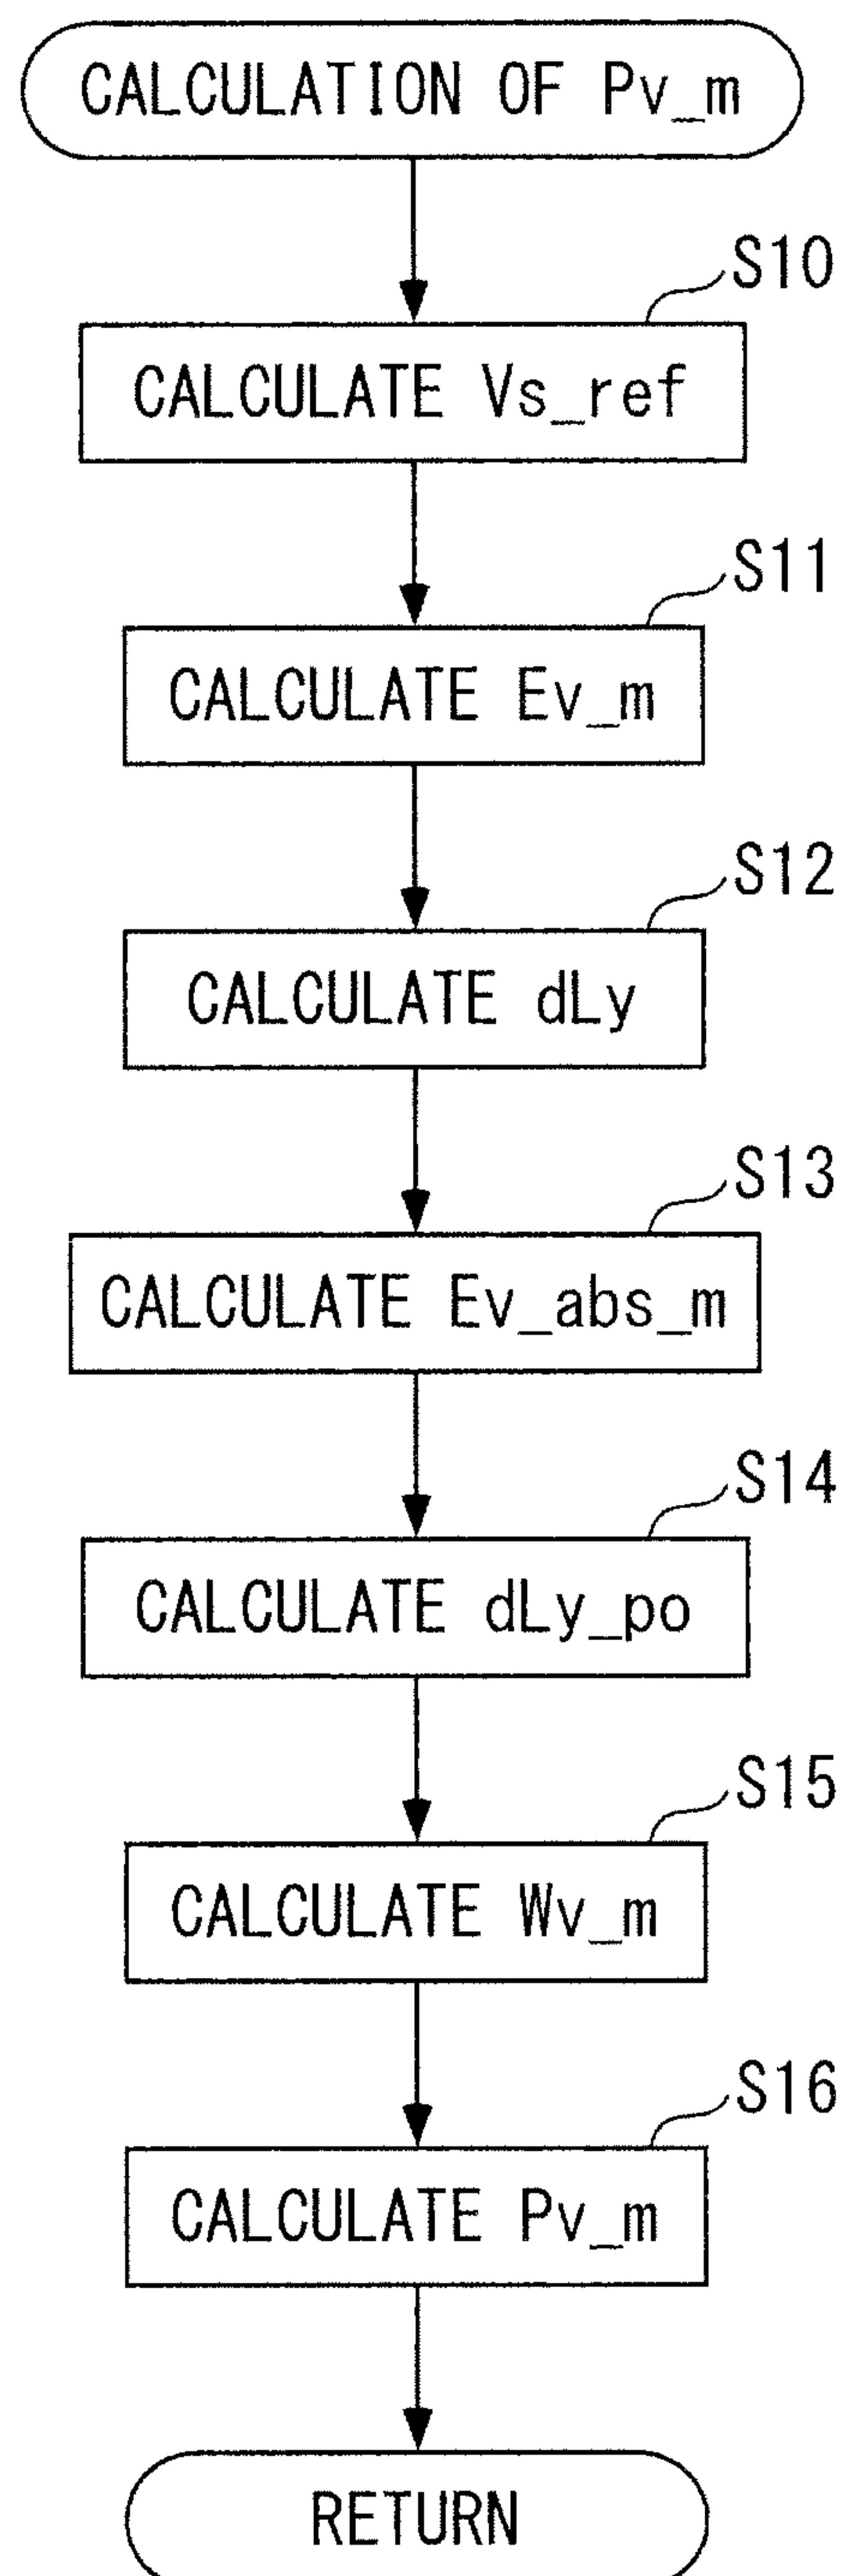 CALCULATION OF Pv_m
S10
CALCULATE Vs_ref
S11
CALCULATE Ev_m
S12
CALCULATE dLy
S13
CALCULATE Ev_abs_m
S14
CALCULATE dLy_po
S15
CALCULATE Wv_m
S16
CALCULATE Pv_m
RETURN